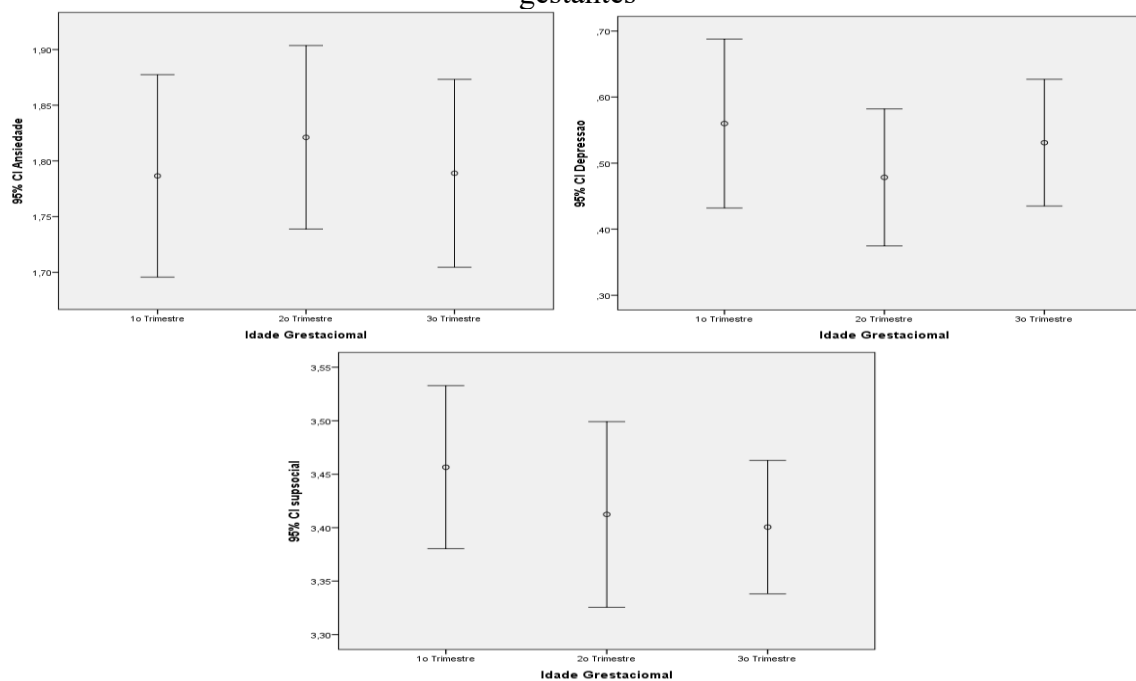 gestantes
95% CI Ansiedade
1,90
1,85
1,80
1,75
1,70
1o Trimestre 2o Trimestre 3o Trimestre
Idade Grestaciomal
95% CI Depressao
,70
,60
,50
,40
,30
1o Trimestre 2o Trimestre 3o Trimestre
Idade Grestaciomal
95% CI supsocial
3,55
3,50
3,45
3,40
3,35
3,30
1o Trimestre 2o Trimestre 3o Trimestre
Idade Grestaciomal